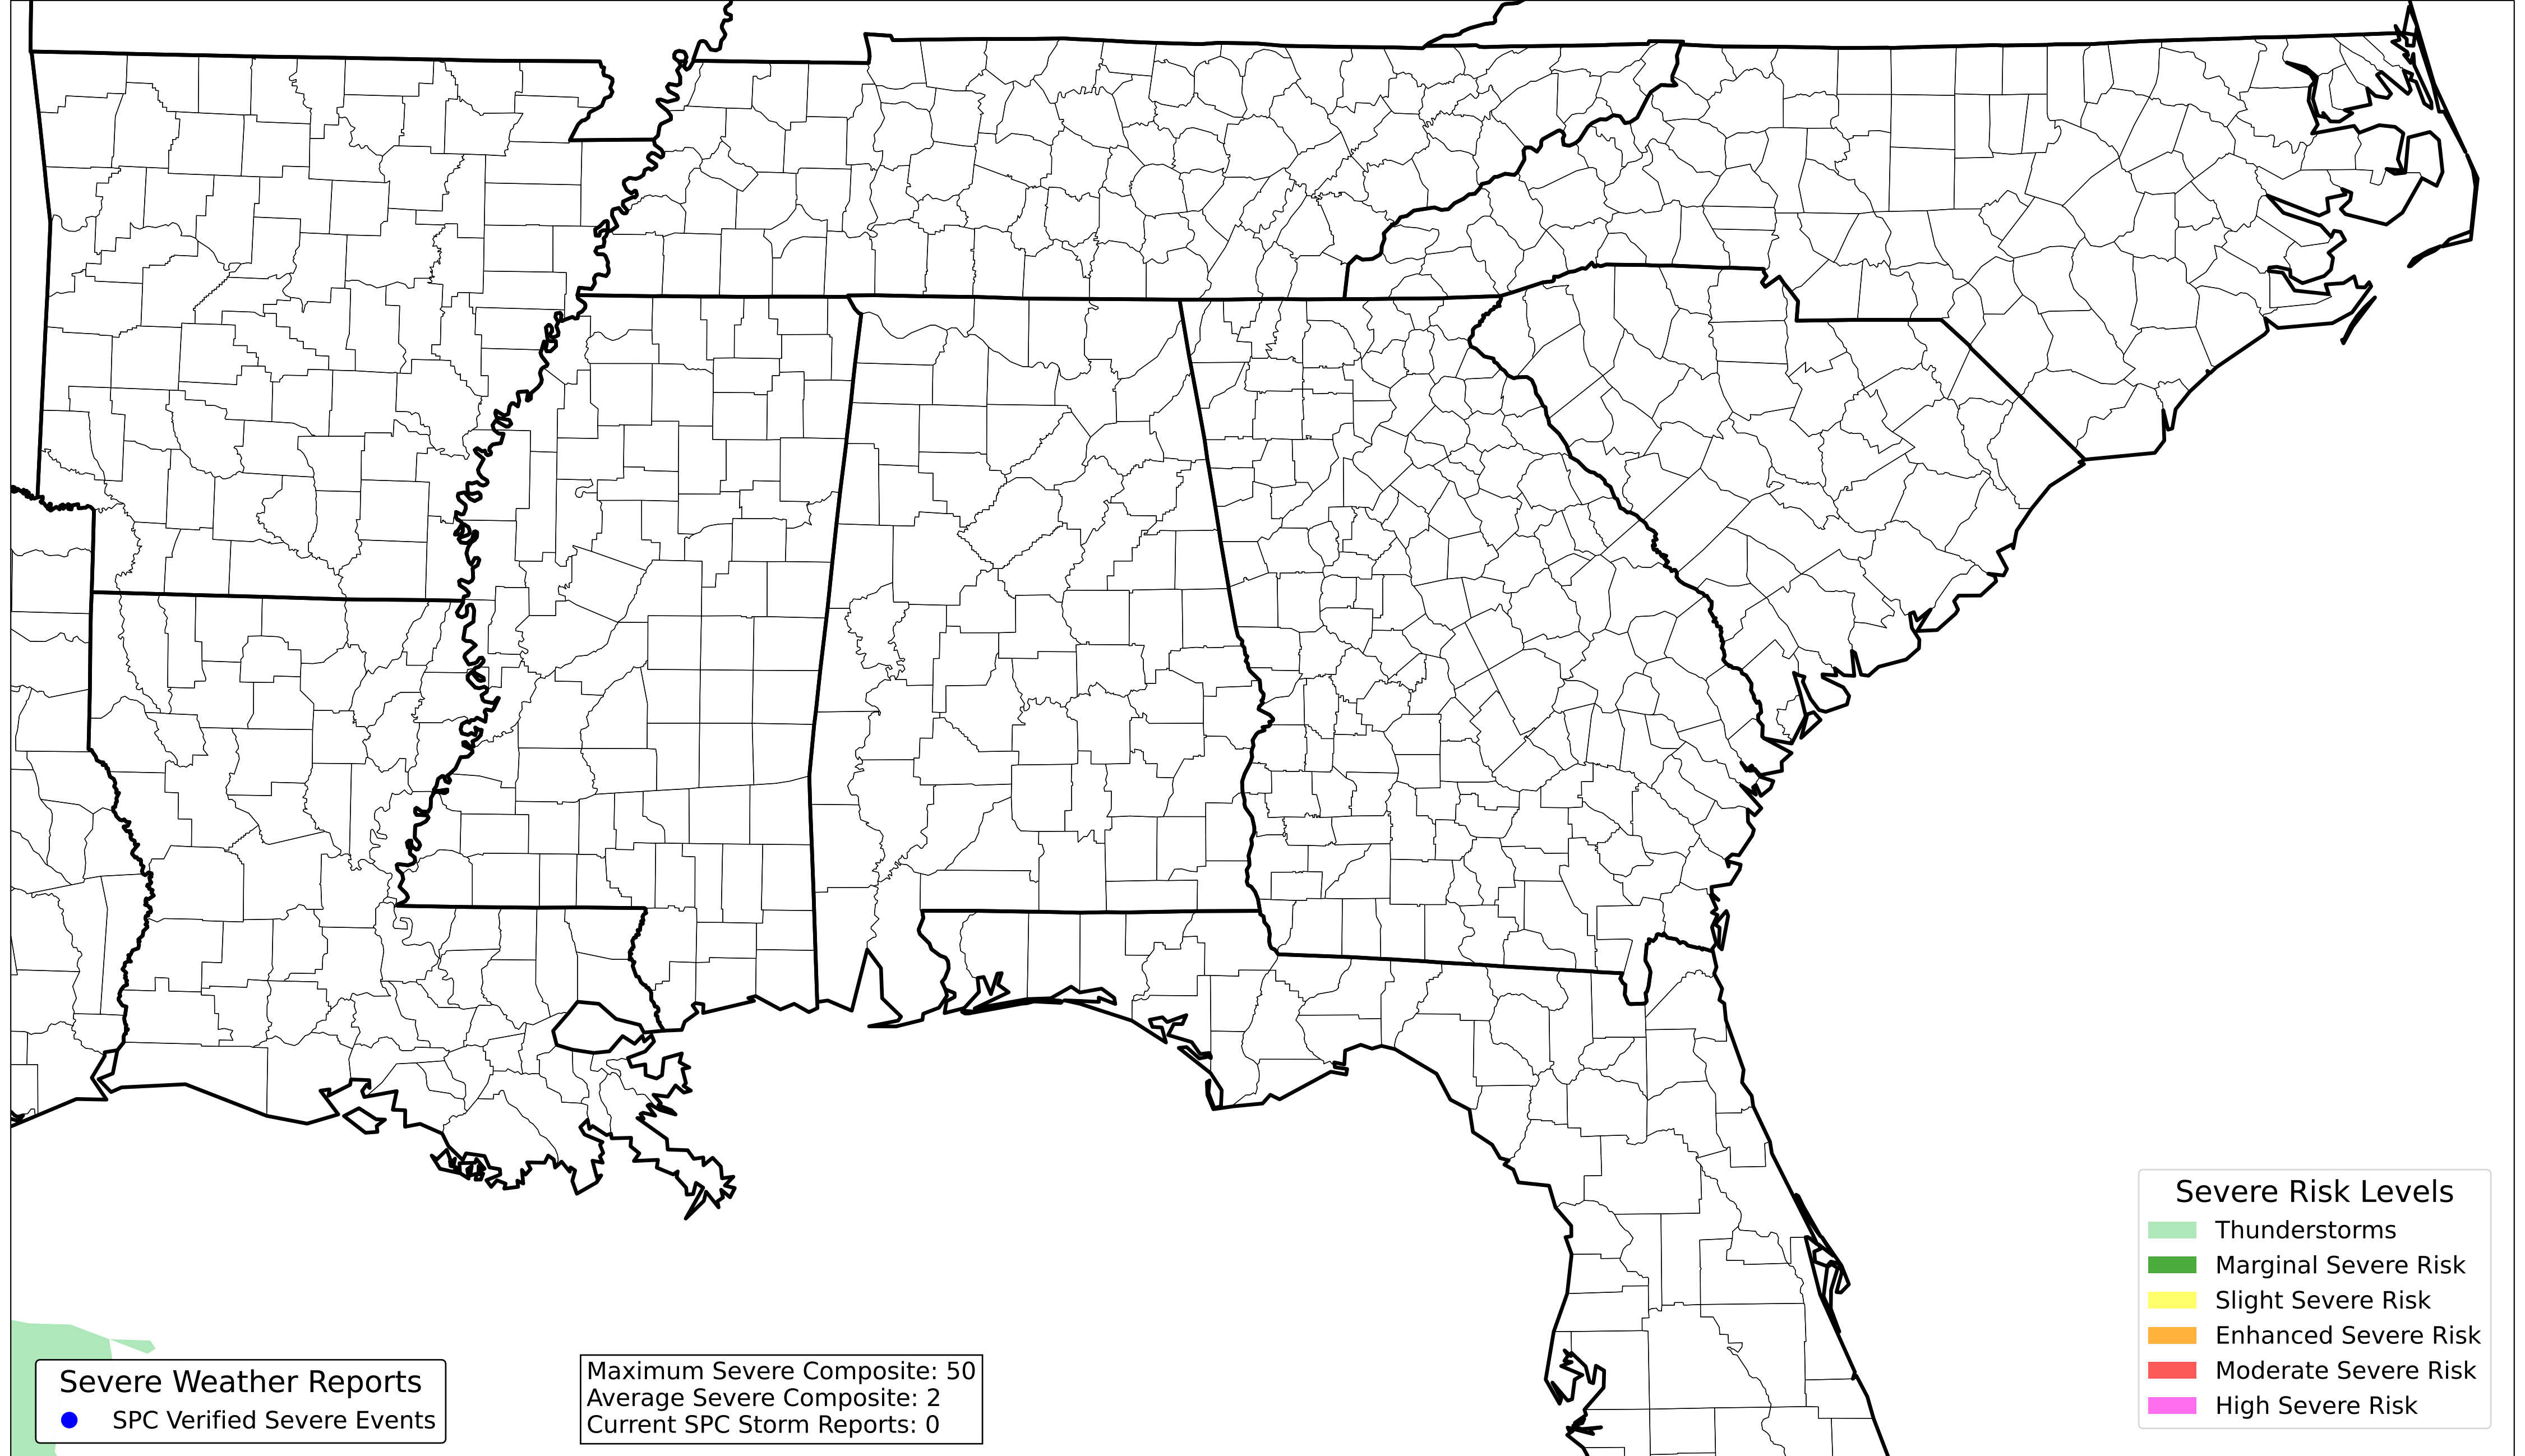 Severe Weather Reports
SPC Verified Severe Events
Maximum Severe Composite: 50
Average Severe Composite: 2
Current SPC Storm Reports: 0
Severe Risk Levels
Thunderstorms
Marginal Severe Risk
Slight Severe Risk
Enhanced Severe Risk
Moderate Severe Risk
High Severe Risk